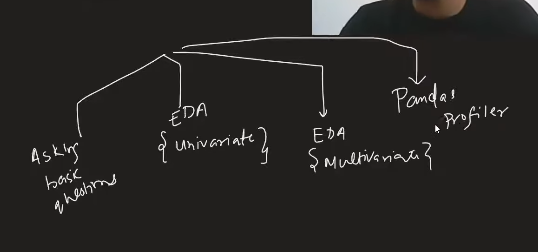 Asking
basic
questions
EDA
{Univariate}
EDA
{Multivariate}
Pandas
Profiler